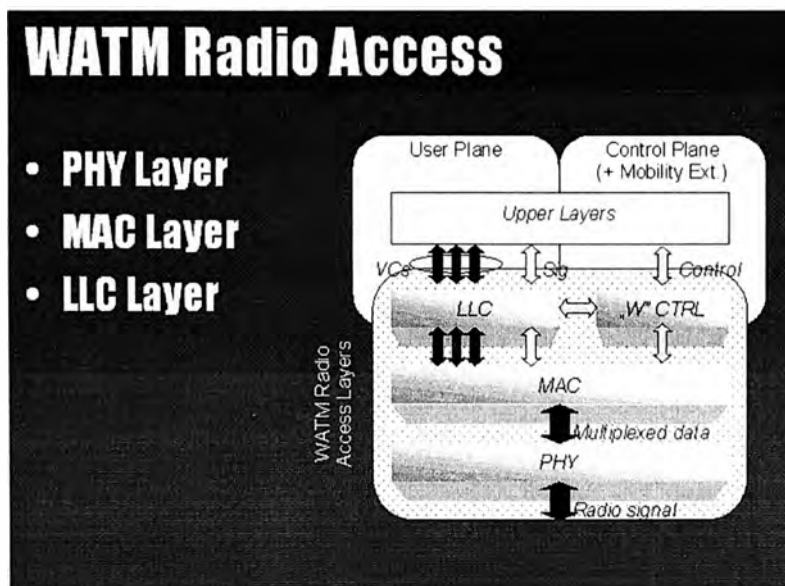 WATM Radio Access
• PHY Layer
• MAC Layer
• LLC Layer
User Plane
Control Plane
(+ Mobility Ext.)
Upper Layers
VCs
Sig
Control
LLC
„W” CTRL
MAC
Multiplexed data
PHY
Radio signal
WATM Radio
Access Layers